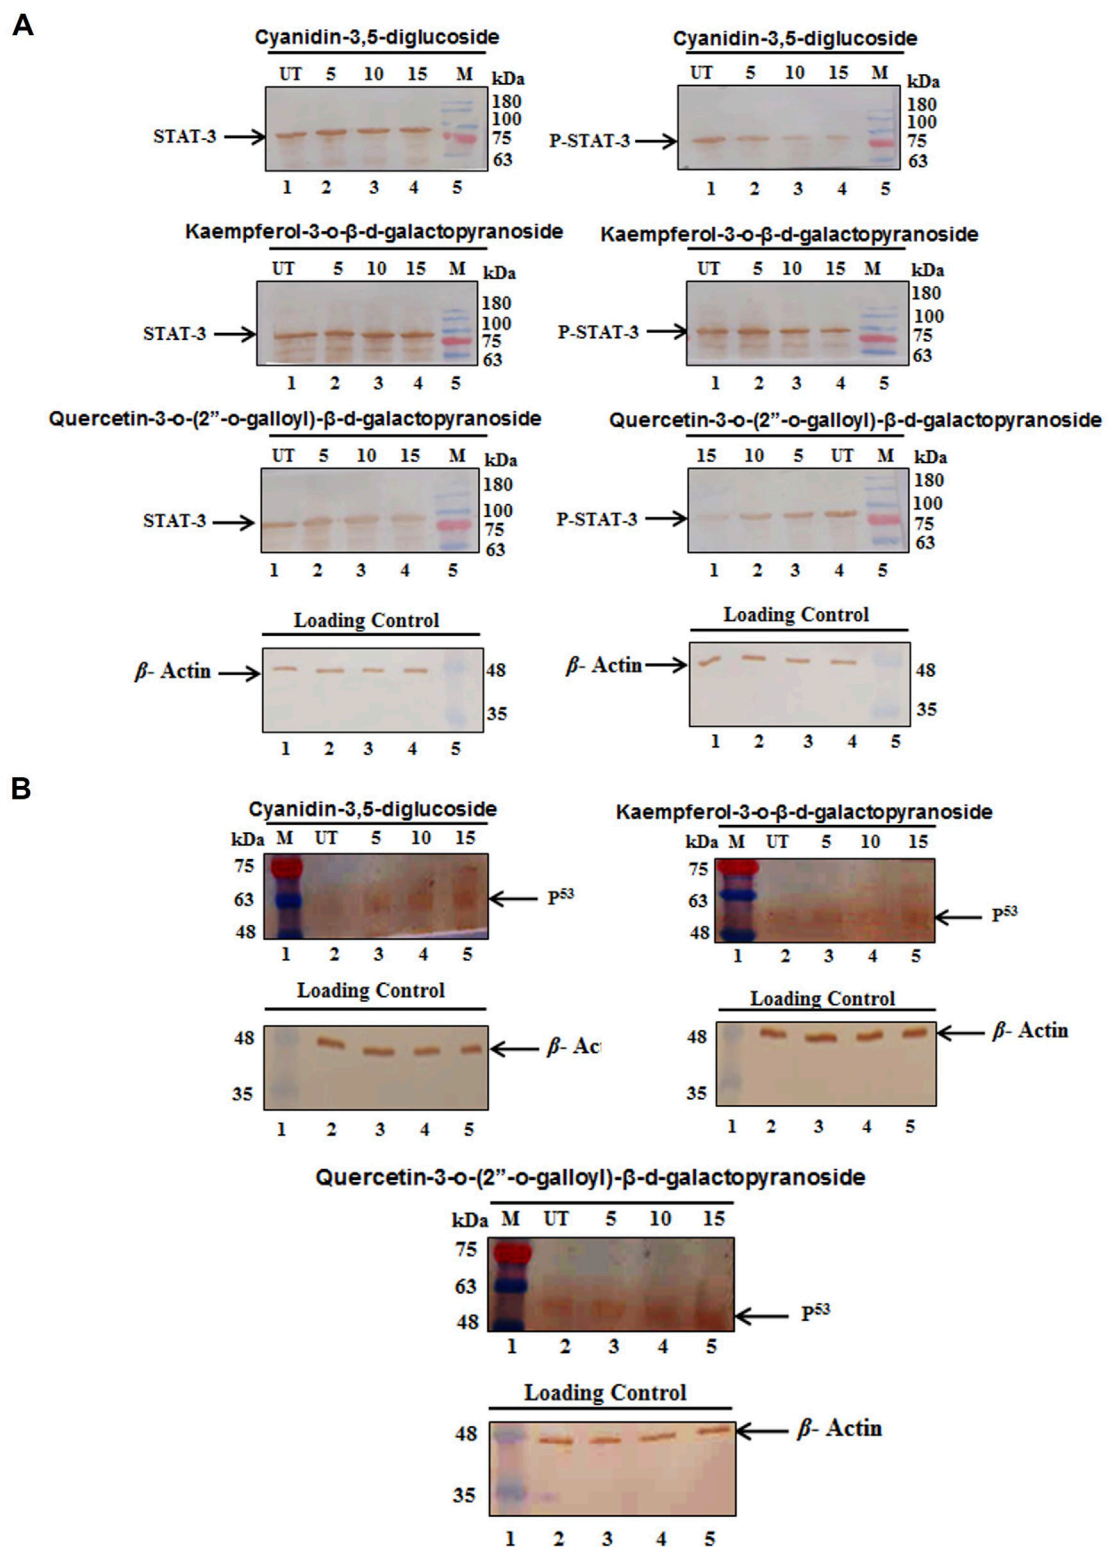 A
Cyanidin-3,5-diglucoside
UT 5 10 15 M kDa
STAT-3
180
100
75
63
1 2 3 4 5
Cyanidin-3,5-diglucoside
UT 5 10 15 M kDa
P-STAT-3
180
100
75
63
1 2 3 4 5
Kaempferol-3-o-β-d-galactopyranoside
UT 5 10 15 M kDa
STAT-3
180
100
75
63
1 2 3 4 5
Kaempferol-3-o-β-d-galactopyranoside
UT 5 10 15 M kDa
P-STAT-3
180
100
75
63
1 2 3 4 5
Quercetin-3-o-(2”-o-galloyl)-β-d-galactopyranoside
UT 5 10 15 M kDa
STAT-3
180
100
75
63
1 2 3 4 5
Quercetin-3-o-(2”-o-galloyl)-β-d-galactopyranoside
15 10 5 UT M kDa
P-STAT-3
180
100
75
63
1 2 3 4 5
Loading Control
β- Actin
48
35
1 2 3 4 5
Loading Control
β- Actin
48
35
1 2 3 4 5
B
Cyanidin-3,5-diglucoside
kDa M UT 5 10 15
75
63
48
P53
1 2 3 4 5
Kaempferol-3-o-β-d-galactopyranoside
kDa M UT 5 10 15
75
63
48
P53
1 2 3 4 5
Loading Control
48
35
β- Ac
1 2 3 4 5
Loading Control
48
35
β- Actin
1 2 3 4 5
Quercetin-3-o-(2”-o-galloyl)-β-d-galactopyranoside
kDa M UT 5 10 15
75
63
48
P53
1 2 3 4 5
Loading Control
48
35
β- Actin
1 2 3 4 5